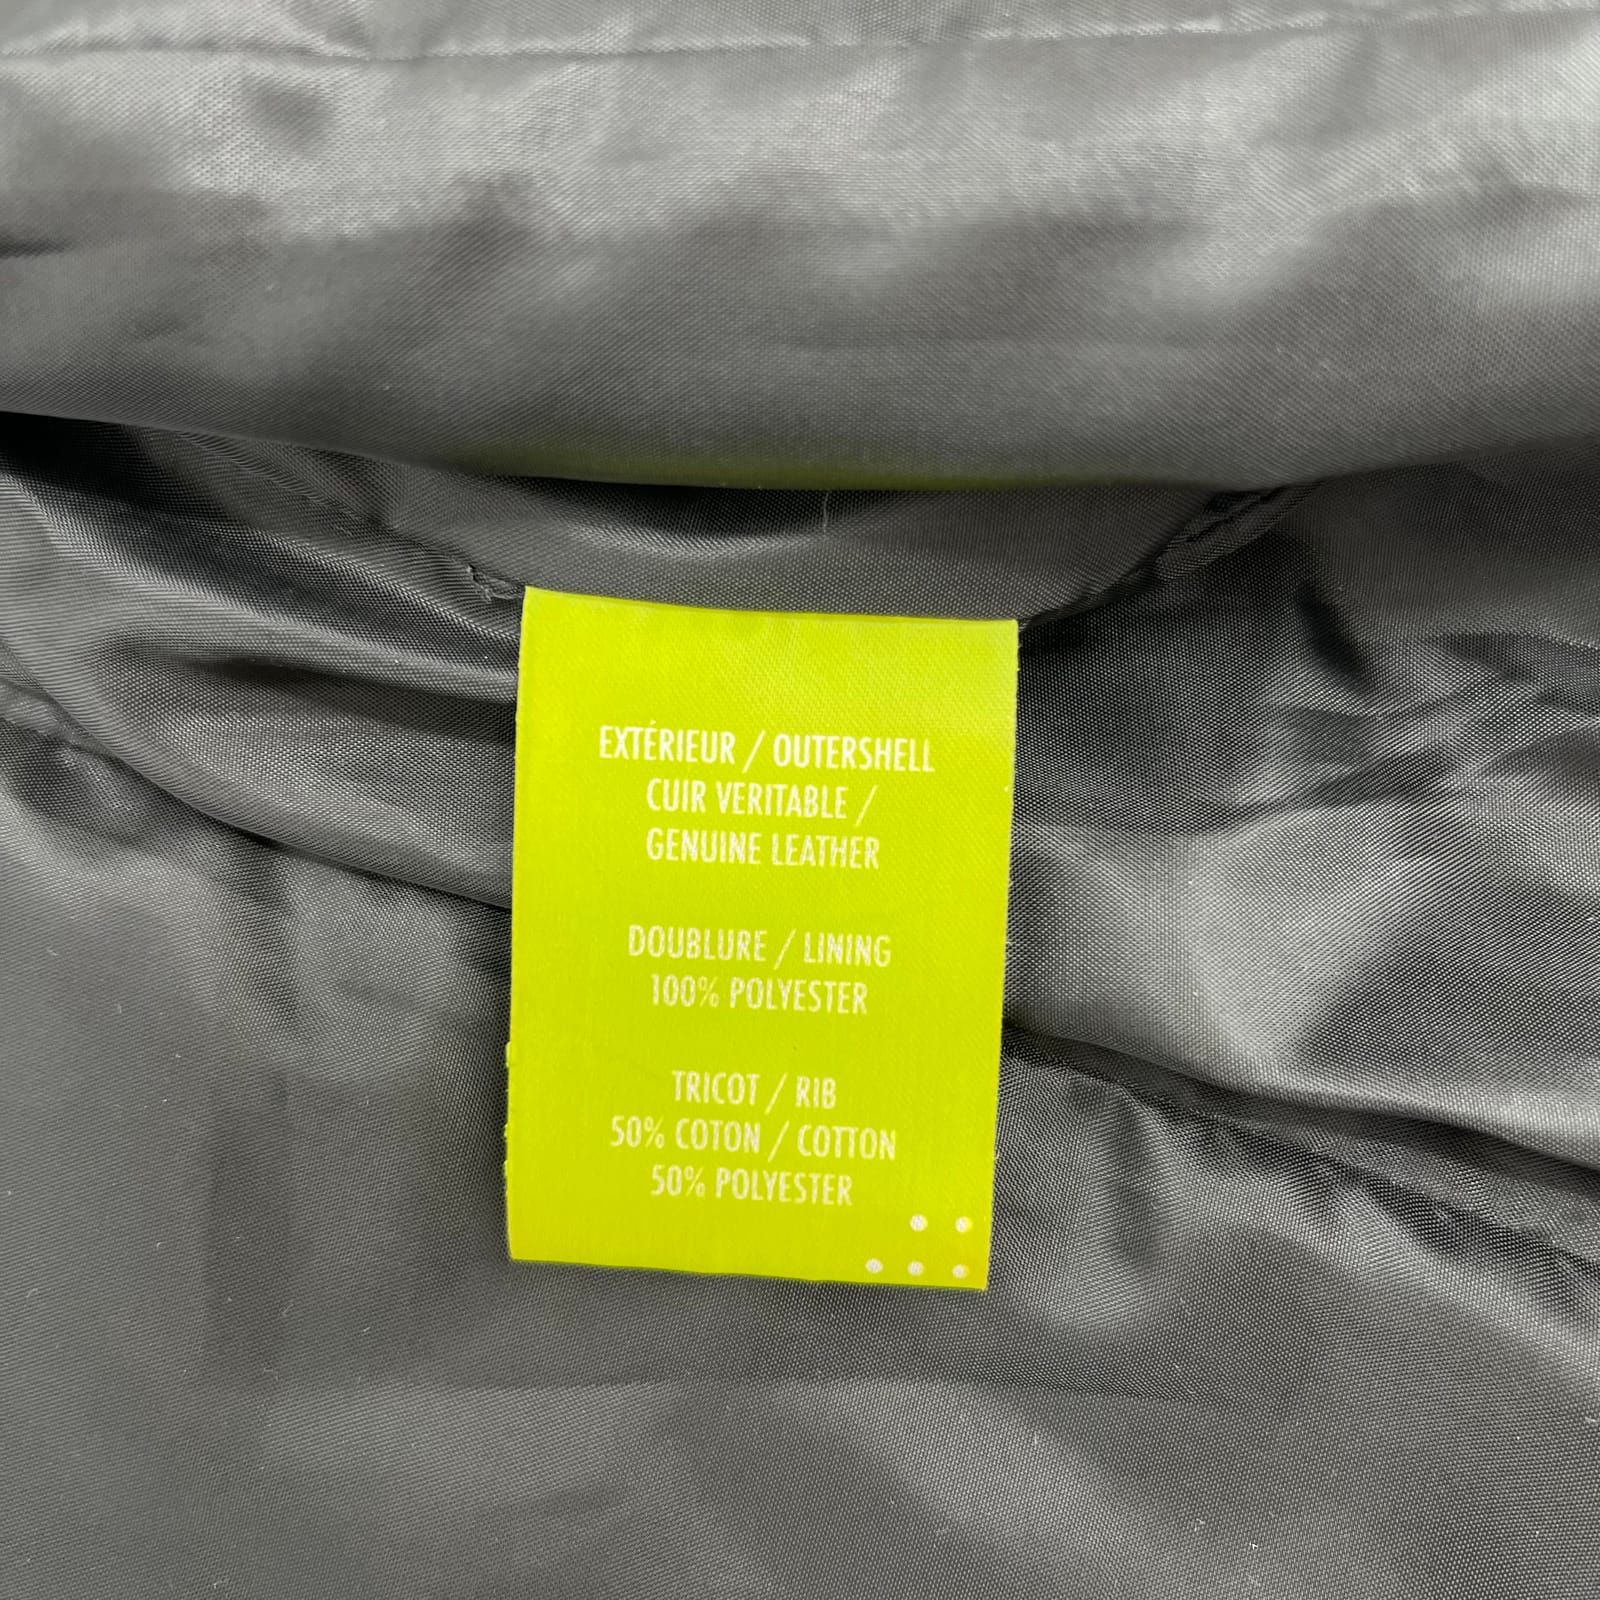 EXTÉRIEUR / OUTERSHELL
CUIR VERITABLE /
GENUINE LEATHER
DOUBLURE / LINING
100% POLYESTER
TRICOT / RIB
50% COTON / COTTON
50% POLYESTER